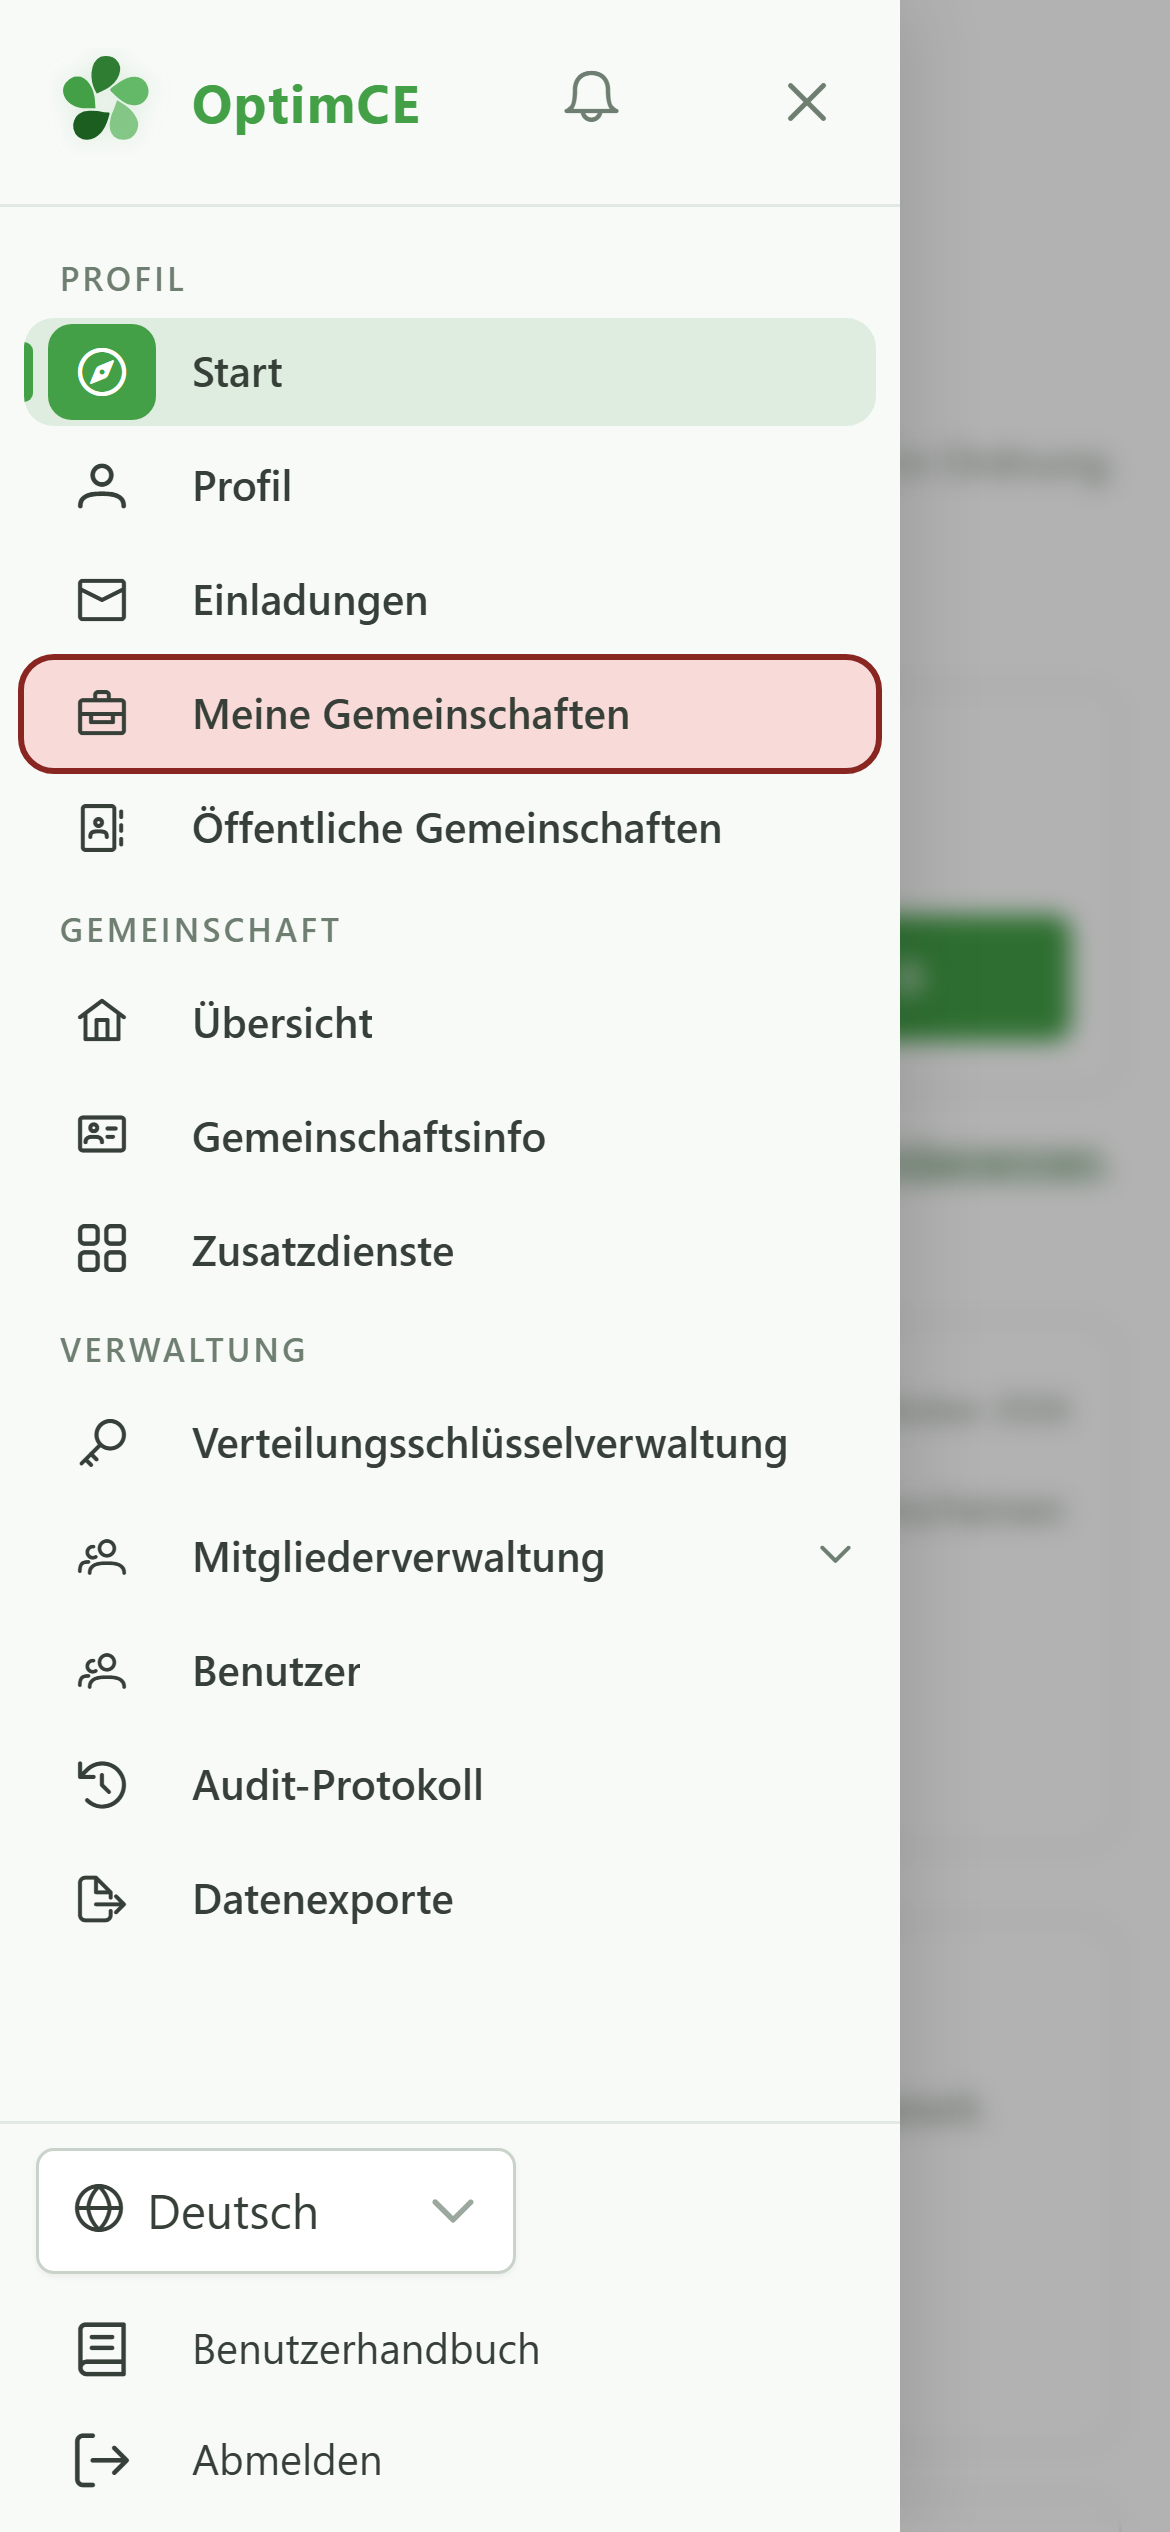 OptimCE
PROFIL
Start
Profil
Einladungen
Meine Gemeinschaften
Öffentliche Gemeinschaften
GEMEINSCHAFT
Übersicht
Gemeinschaftsinfo
Zusatzdienste
VERWALTUNG
Verteilungsschlüsselverwaltung
Mitgliederverwaltung
Benutzer
Audit-Protokoll
Datenexporte
Deutsch
Benutzerhandbuch
Abmelden